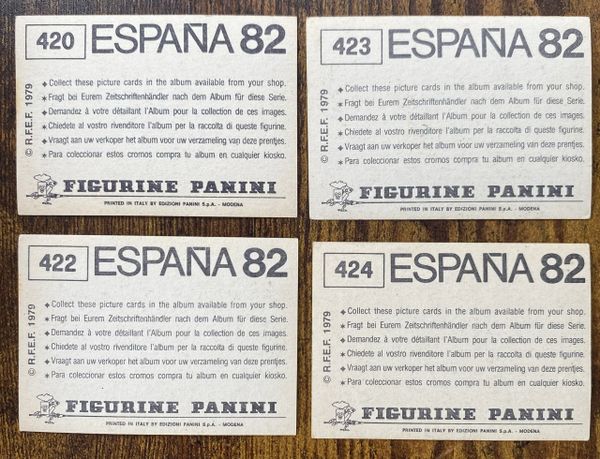 420 ESPAÑA 82
Collect these picture cards in the album available from your shop.
Fragt bei Eurem Zeitschriftenhändler nach dem Album für diese Serie.
Demandez à votre détaillant l'Album pour la collection de ces images.
Chiedete al vostro rivenditore l'album per la raccolta di queste figurine.
Vraagt aan uw verkoper het album voor uw verzameling van deze prentjes.
Para coleccionar estos cromos compra tu album en cualquier kiosko.
© R.F.E.F. 1979
FIGURINE PANINI
PRINTED IN ITALY BY EDIZIONI PANINI S.p.A. - MODENA
423 ESPAÑA 82
Collect these picture cards in the album available from your shop.
Fragt bei Eurem Zeitschriftenhändler nach dem Album für diese Serie.
Demandez à votre détaillant l'Album pour la collection de ces images.
Chiedete al vostro rivenditore l'album per la raccolta di queste figurine.
Vraagt aan uw verkoper het album voor uw verzameling van deze prentjes.
Para coleccionar estos cromos compra tu album en cualquier kiosko.
© R.F.E.F. 1979
FIGURINE PANINI
PRINTED IN ITALY BY EDIZIONI PANINI S.p.A. - MODENA
422 ESPAÑA 82
Collect these picture cards in the album available from your shop.
Fragt bei Eurem Zeitschriftenhändler nach dem Album für diese Serie.
Demandez à votre détaillant l'Album pour la collection de ces images.
Chiedete al vostro rivenditore l'album per la raccolta di queste figurine.
Vraagt aan uw verkoper het album voor uw verzameling van deze prentjes.
Para coleccionar estos cromos compra tu album en cualquier kiosko.
© R.F.E.F. 1979
FIGURINE PANINI
PRINTED IN ITALY BY EDIZIONI PANINI S.p.A. - MODENA
424 ESPAÑA 82
Collect these picture cards in the album available from your shop.
Fragt bei Eurem Zeitschriftenhändler nach dem Album für diese Serie.
Demandez à votre détaillant l'Album pour la collection de ces images.
Chiedete al vostro rivenditore l'album per la raccolta di queste figurine.
Vraagt aan uw verkoper het album voor uw verzameling van deze prentjes.
Para coleccionar estos cromos compra tu album en cualquier kiosko.
© R.F.E.F. 1979
FIGURINE PANINI
PRINTED IN ITALY BY EDIZIONI PANINI S.p.A. - MODENA